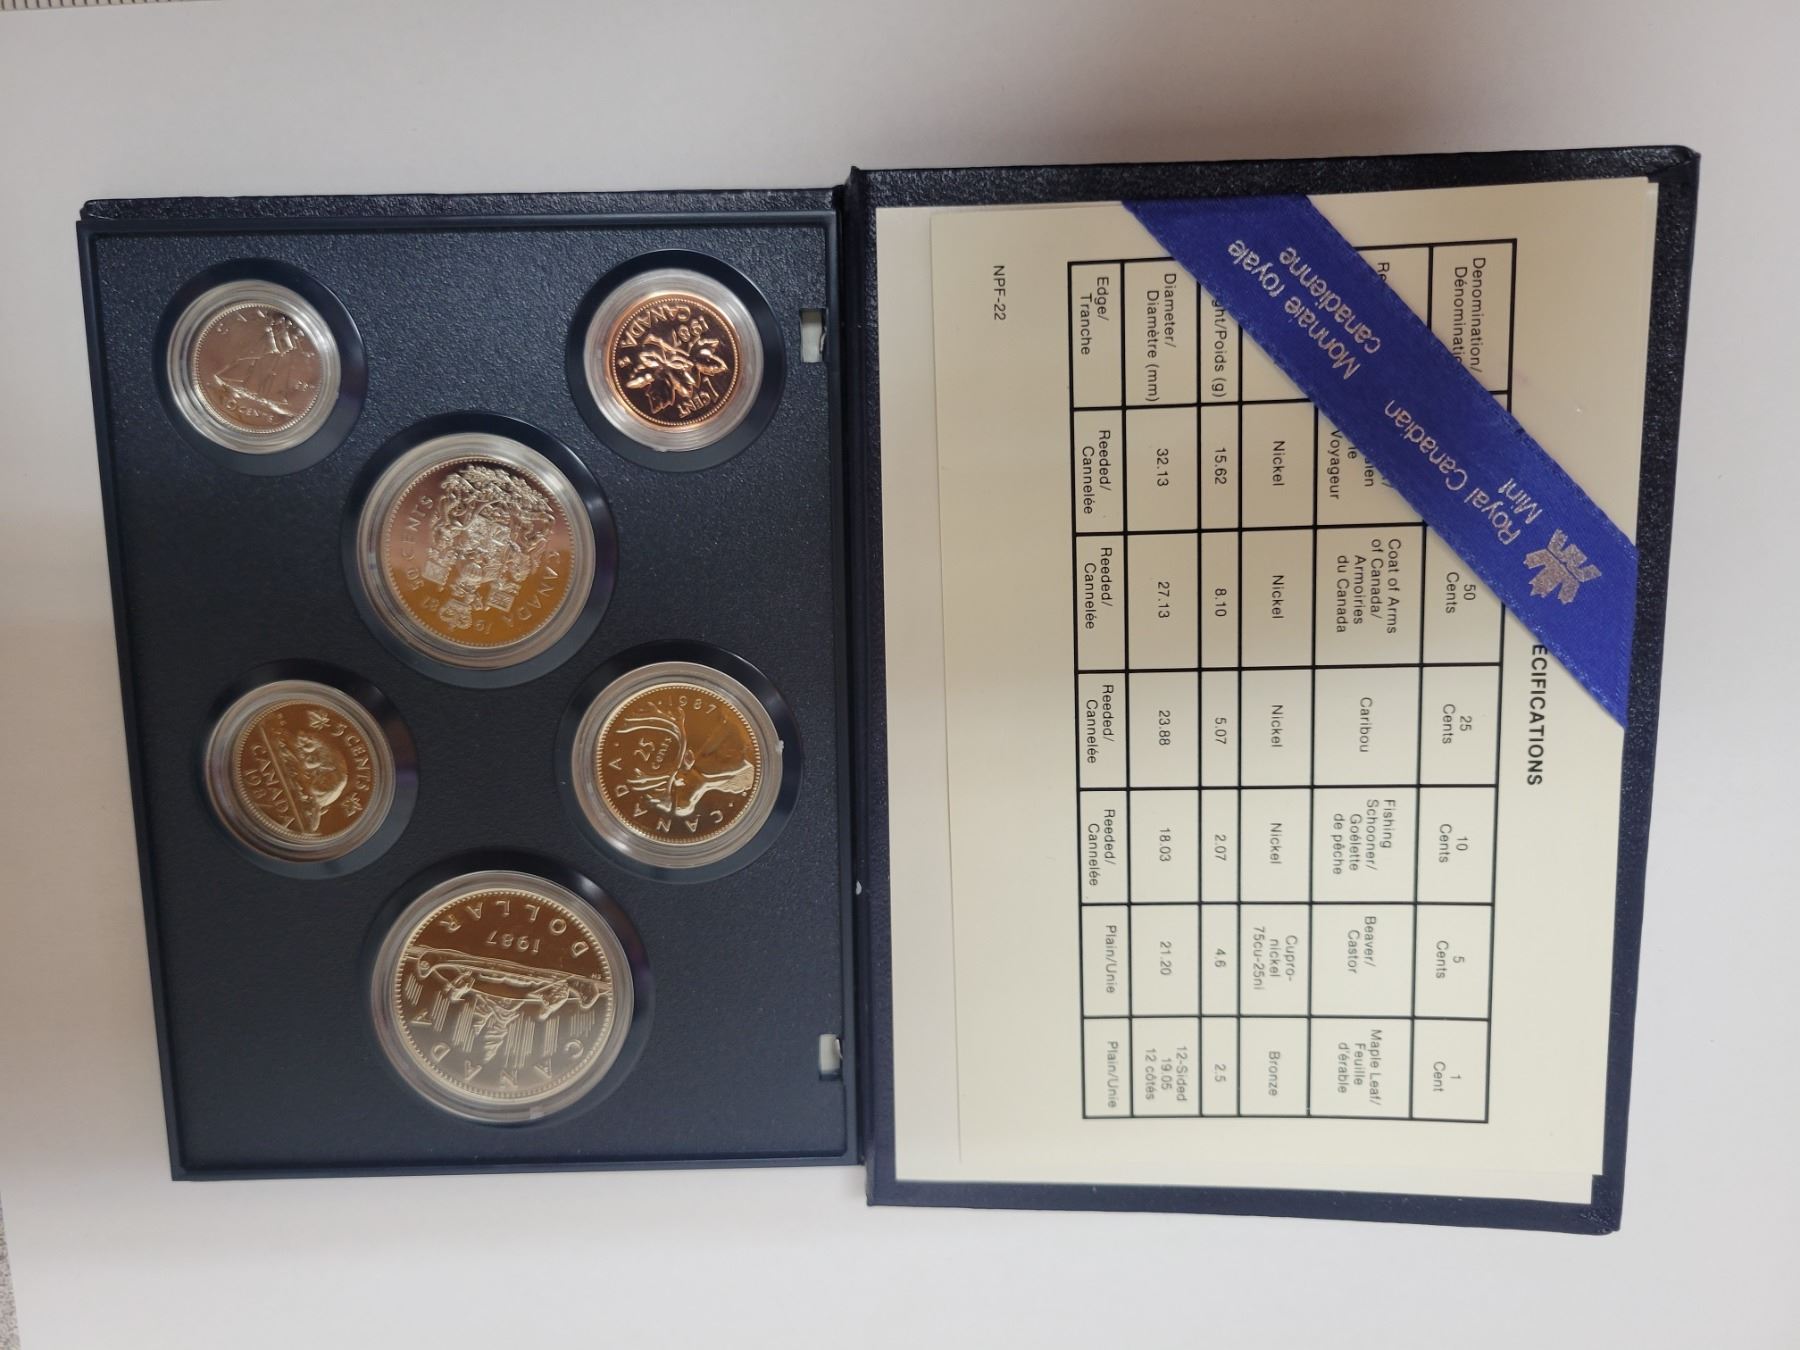 SPECIFICATIONS
Denomination/
50
Cents
25
Cents
10
Cents
5
Cents
1
Cent
Voyageur
Coat of Arms
of Canada/
Armoiries
du Canada
Caribou
Fishing
Schooner/
Goélette
de pêche
Beaver/
Castor
Maple Leaf/
Feuille
d'érable
Nickel
Nickel
Nickel
Nickel
Cupro-
nickel
75cu-25ni
Bronze
/Poids (g)
15.62
8.10
5.07
2.07
4.6
2.5
Diameter/
Diamètre (mm)
32.13
27.13
23.88
18.03
21.20
12-Sided
19.05
12 côtés
Edge/
Tranche
Reeded/
Cannelée
Reeded/
Cannelée
Reeded/
Cannelée
Reeded/
Cannelée
Plain/Unie
Plain/Unie
NPF-22
Monnaie royale
canadienne
Royal Canadian
Mint
1987
CANADA
1 CENT
CANADA
10 CENTS
CANADA
50 CENTS
1987
1987
25
CENTS
CANADA
5 CENTS
CANADA
1987
CANADA
1987
DOLLAR